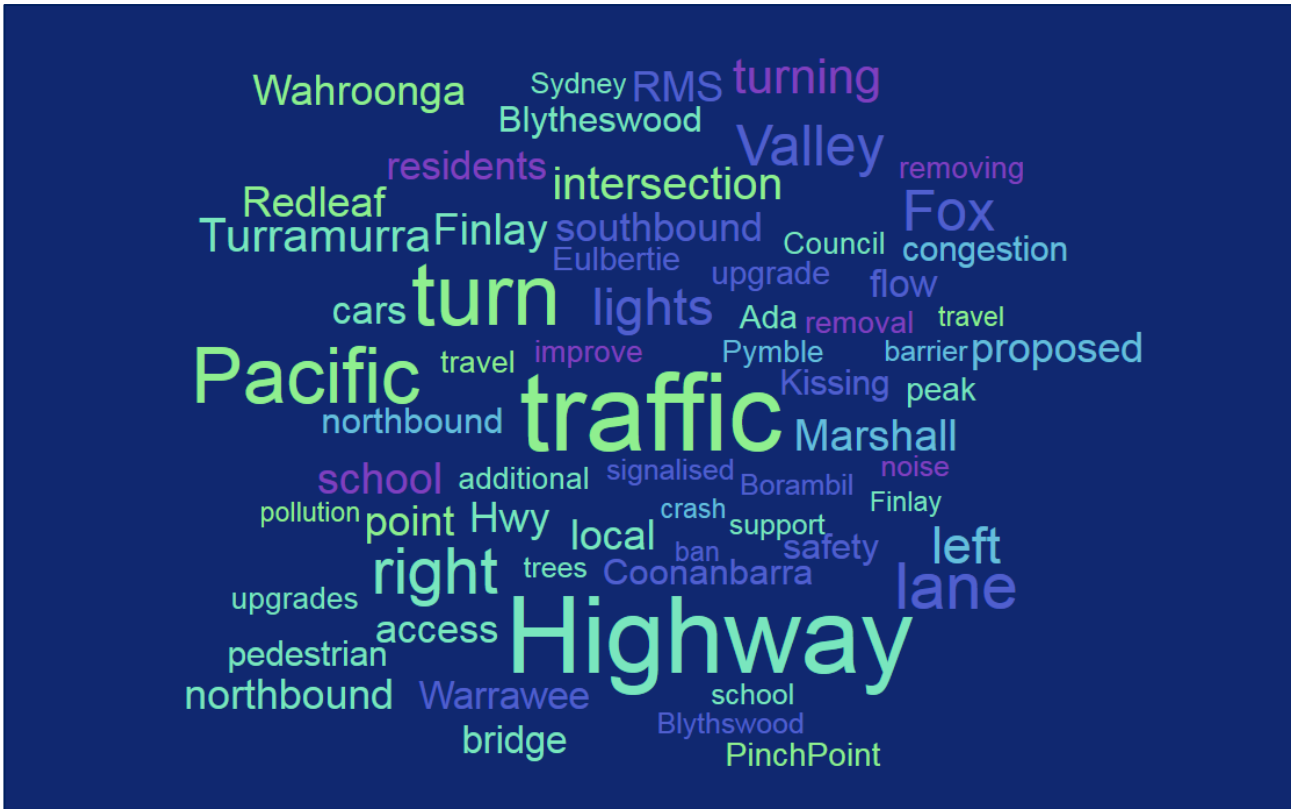 Sydney RMS turning
Wahroonga
Blytheswood
Valley
residents intersection removing
Redleaf Fox
Turramurra Finlay southbound Council congestion
Eulbertie upgrade flow
cars turn lights Ada removal travel
Pacific travel improve Pymble barrier proposed
Kissing peak
northbound traffic Marshall
school additional signalised Borambil noise
pollution point Hwy crash support Finlay
local ban safety left
right trees Coonanbarra lane
upgrades
access Highway
pedestrian
northbound Warrawee school
bridge Blythswood
PinchPoint